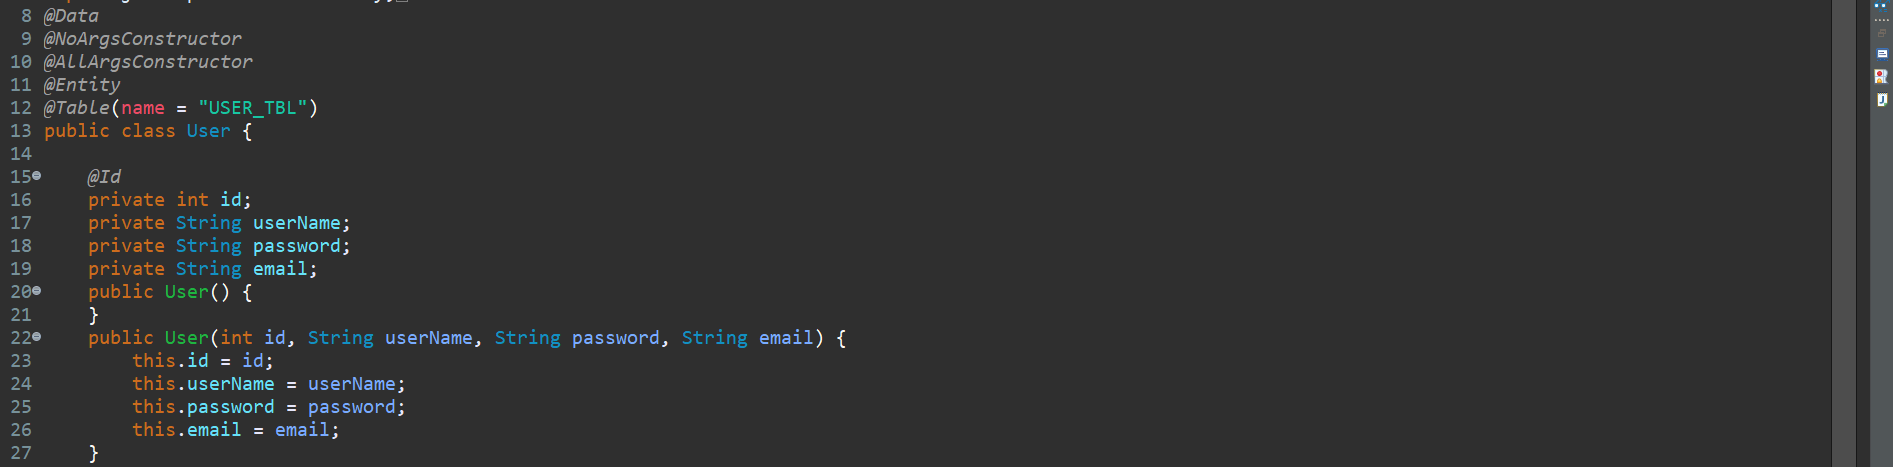 8 @Data
9 @NoArgsConstructor
10 @AllArgsConstructor
11 @Entity
12 @Table(name = "USER_TBL")
13 public class User {
14
15 @Id
16 private int id;
17 private String userName;
18 private String password;
19 private String email;
20 public User() {
21 }
22 public User(int id, String userName, String password, String email) {
23 this.id = id;
24 this.userName = userName;
25 this.password = password;
26 this.email = email;
27 }